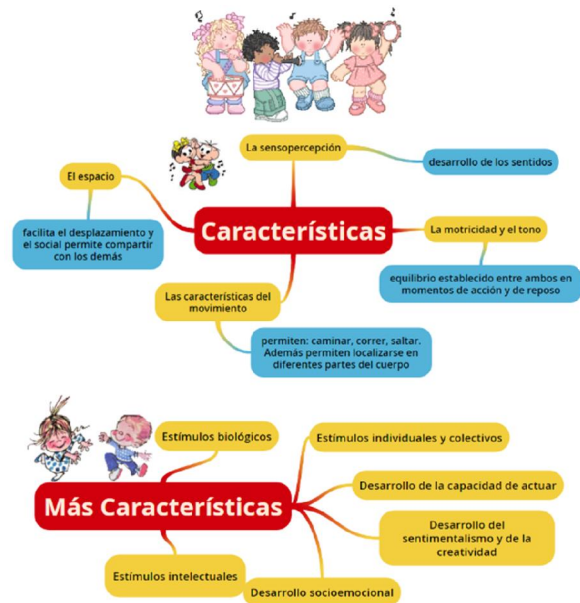 La sensopercepción
desarrollo de los sentidos
El espacio
facilita el desplazamiento y
el social permite compartir
con los demás
Características
La motricidad y el tono
equilibrio establecido entre ambos en
momentos de acción y de reposo
Las características del
movimiento
permiten: caminar, correr, saltar.
Además permiten localizarse en
diferentes partes del cuerpo
Estímulos biológicos
Estímulos individuales y colectivos
Más Características
Desarrollo de la capacidad de actuar
Desarrollo del
sentimentalismo y de la
creatividad
Estímulos intelectuales
Desarrollo socioemocional